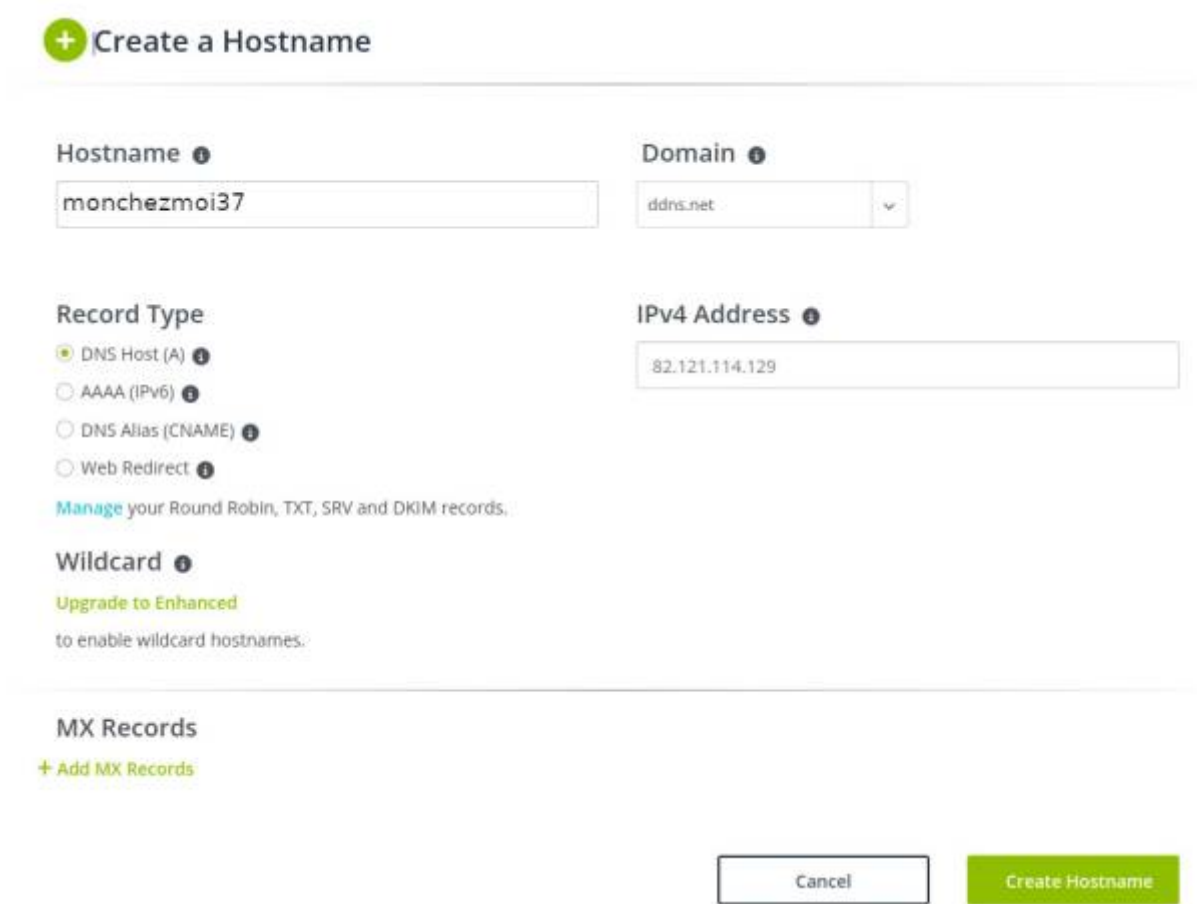 Create a Hostname
Hostname
Domain
monchezmoi37
ddns.net
Record Type
IPv4 Address
DNS Host (A)
82.121.114.129
AAAA (IPv6)
DNS Alias (CNAME)
Web Redirect
Manage your Round Robin, TXT, SRV and DKIM records.
Wildcard
Upgrade to Enhanced
to enable wildcard hostnames.
MX Records
+ Add MX Records
Cancel
Create Hostname